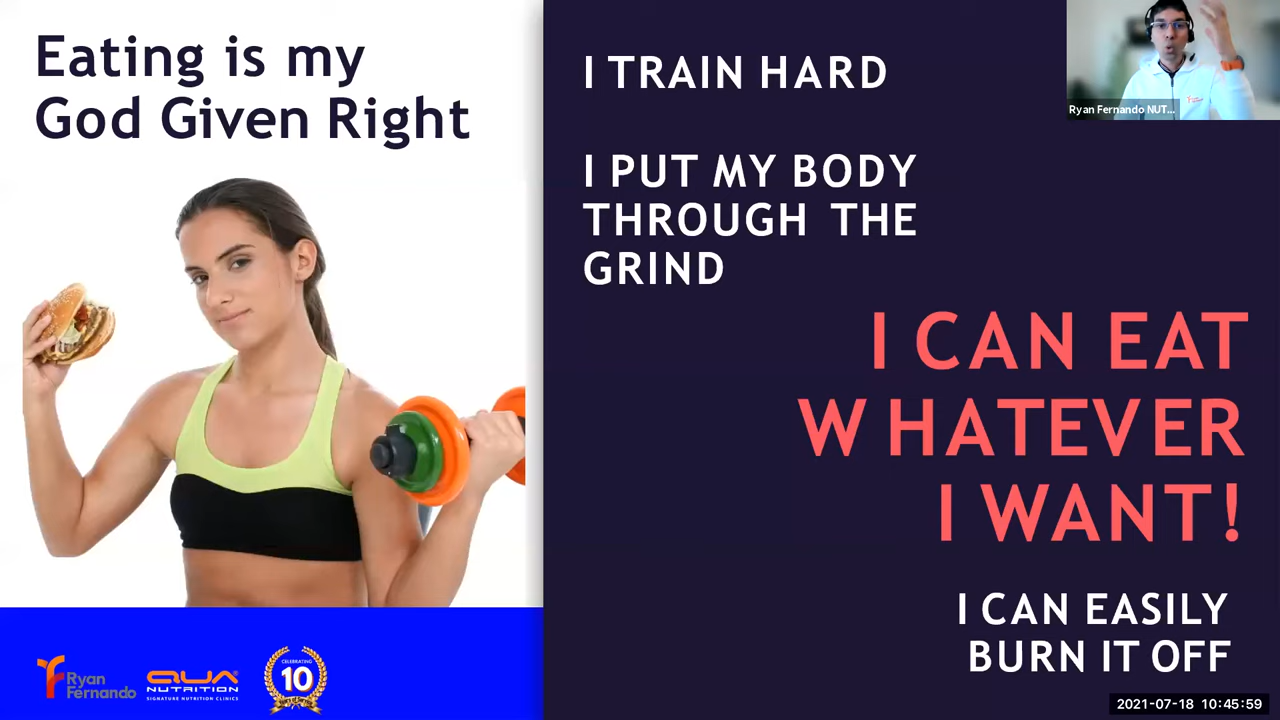 Eating is my
God Given Right
I TRAIN HARD
I PUT MY BODY
THROUGH THE
GRIND
I CAN EAT
WHATEVER
I WANT!
I CAN EASILY
BURN IT OFF
Ryan Fernando NUT...
Ryan
Fernando
QUA
NUTRITION
SIGNATURE NUTRITION CLINICS
CELEBRATING
10
2021-07-18 10:45:59